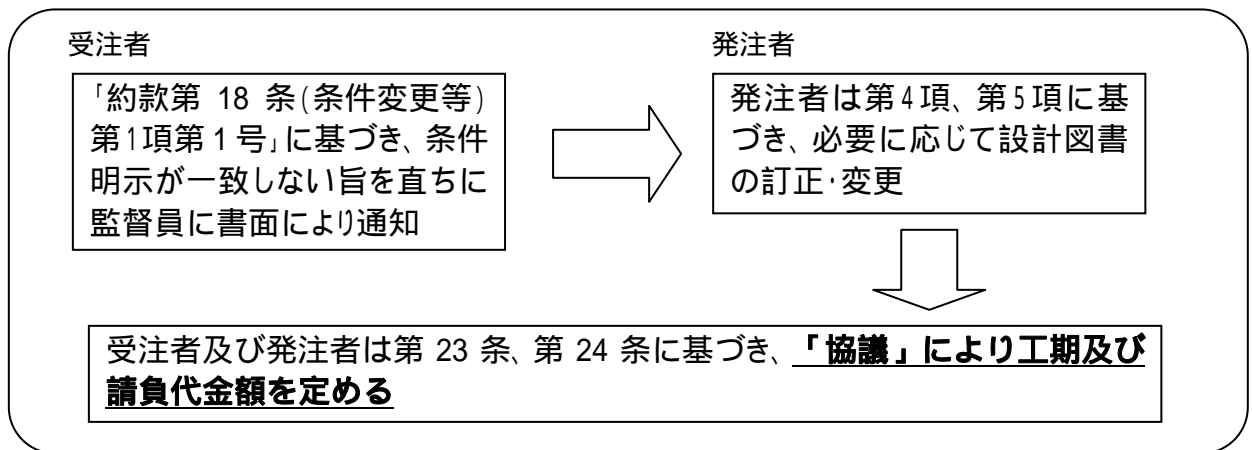 受注者
「約款第 18 条(条件変更等)
第1項第1号」に基づき、条件
明示が一致しない旨を直ちに
監督員に書面により通知
発注者
発注者は第4項、第5項に基
づき、必要に応じて設計図書
の訂正・変更
受注者及び発注者は第 23 条、第 24 条に基づき、「協議」により工期及び
請負代金額を定める